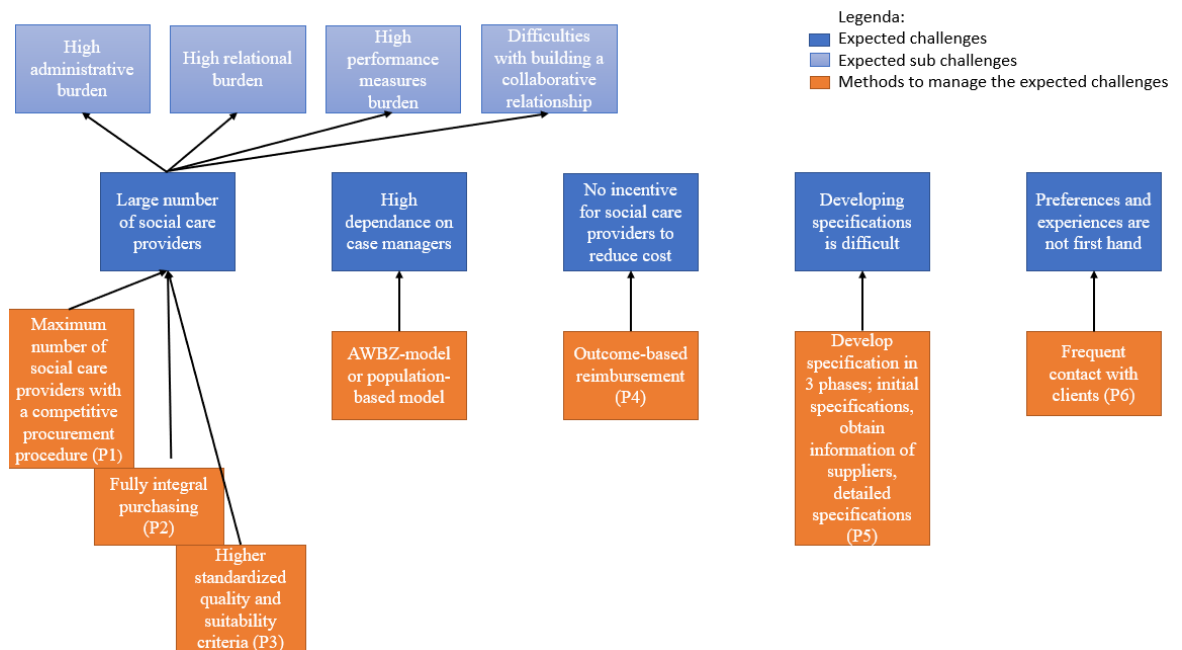 Legenda:
Expected challenges
Expected sub challenges
Methods to manage the expected challenges
High
administrative
burden
High relational
burden
High
performance
measures
burden
Difficulties
with building a
collaborative
relationship
Large number
of social care
providers
High
dependance on
case managers
No incentive
for social care
providers to
reduce cost
Developing
specifications
is difficult
Preferences and
experiences are
not first hand
Maximum
number of
social care
providers with
a competitive
procurement
procedure (P1)
Fully integral
purchasing
(P2)
Higher
standardized
quality and
suitability
criteria (P3)
AWBZ-model
or population-
based model
Outcome-based
reimbursement
(P4)
Develop
specification in
3 phases; initial
specifications,
obtain
information of
suppliers,
detailed
specifications
(P5)
Frequent
contact with
clients (P6)